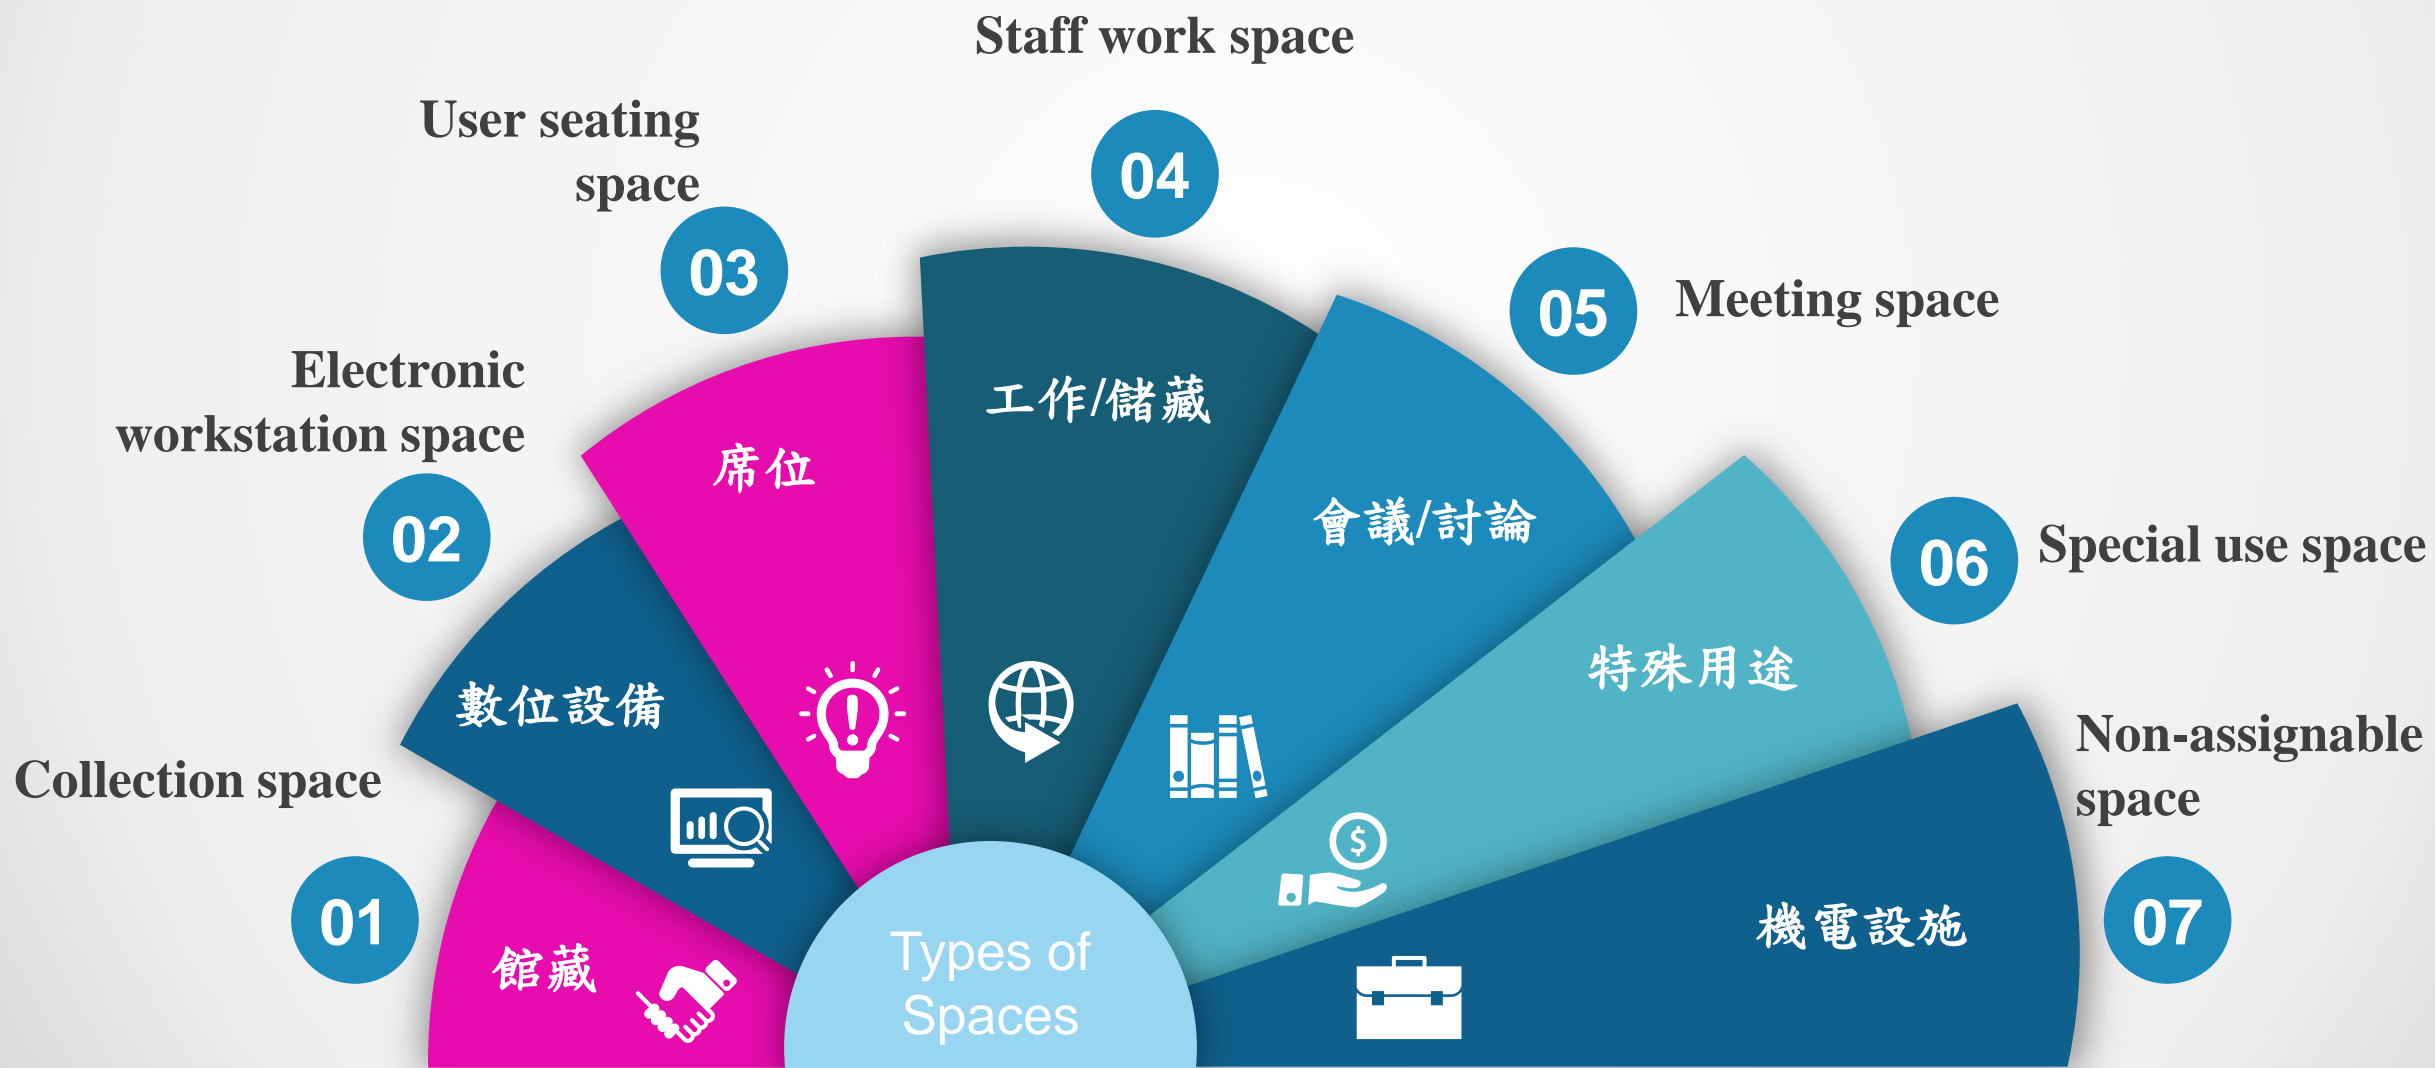 Staff work space
04
User seating
space
03
05
Meeting space
Electronic
workstation space
02
06
Special use space
Collection space
01
Non-assignable
space
07
工作/儲藏
席位
會議/討論
數位設備
特殊用途
館藏
機電設施
Types of
Spaces